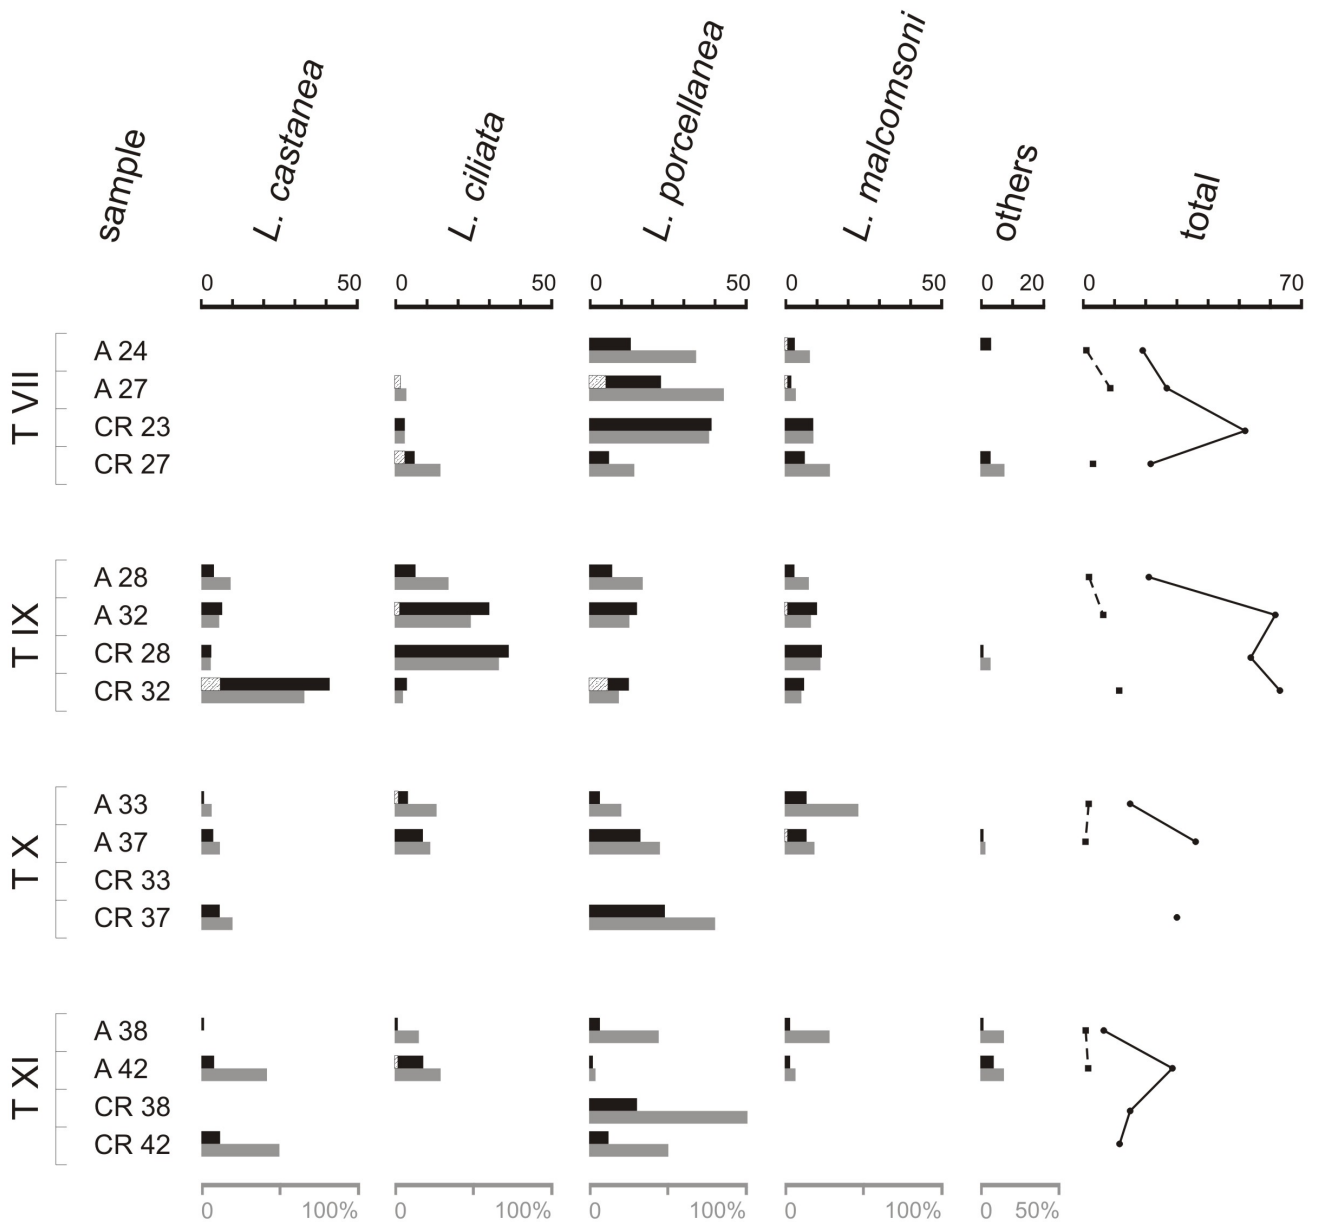 sample
L. castanea
L. ciliata
L. porcellanea
L. malcomsoni
others
total
0 50 0 50 0 50 0 50 0 20 0 70
T VII
A 24
A 27
CR 23
CR 27
T IX
A 28
A 32
CR 28
CR 32
T X
A 33
A 37
CR 33
CR 37
T XI
A 38
A 42
CR 38
CR 42
0 100% 0 100% 0 100% 0 100% 0 50%